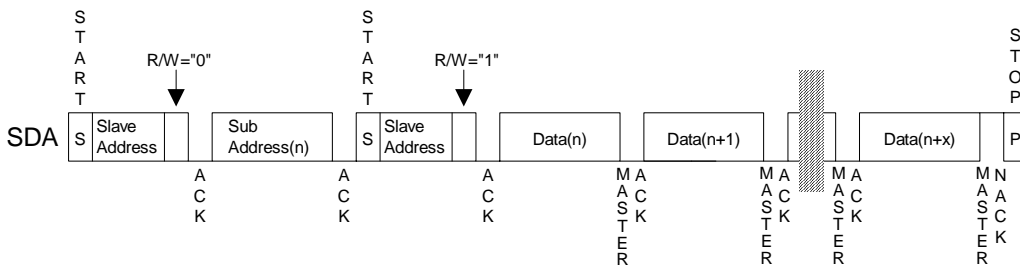 START
R/W="0"
START
R/W="1"
STOP
SDA
S
Slave
Address
Sub
Address(n)
S
Slave
Address
Data(n)
Data(n+1)
Data(n+x)
P
ACK
ACK
ACK
MASTER
ACK
MASTER
ACK
MASTER
ACK
MASTER
NACK